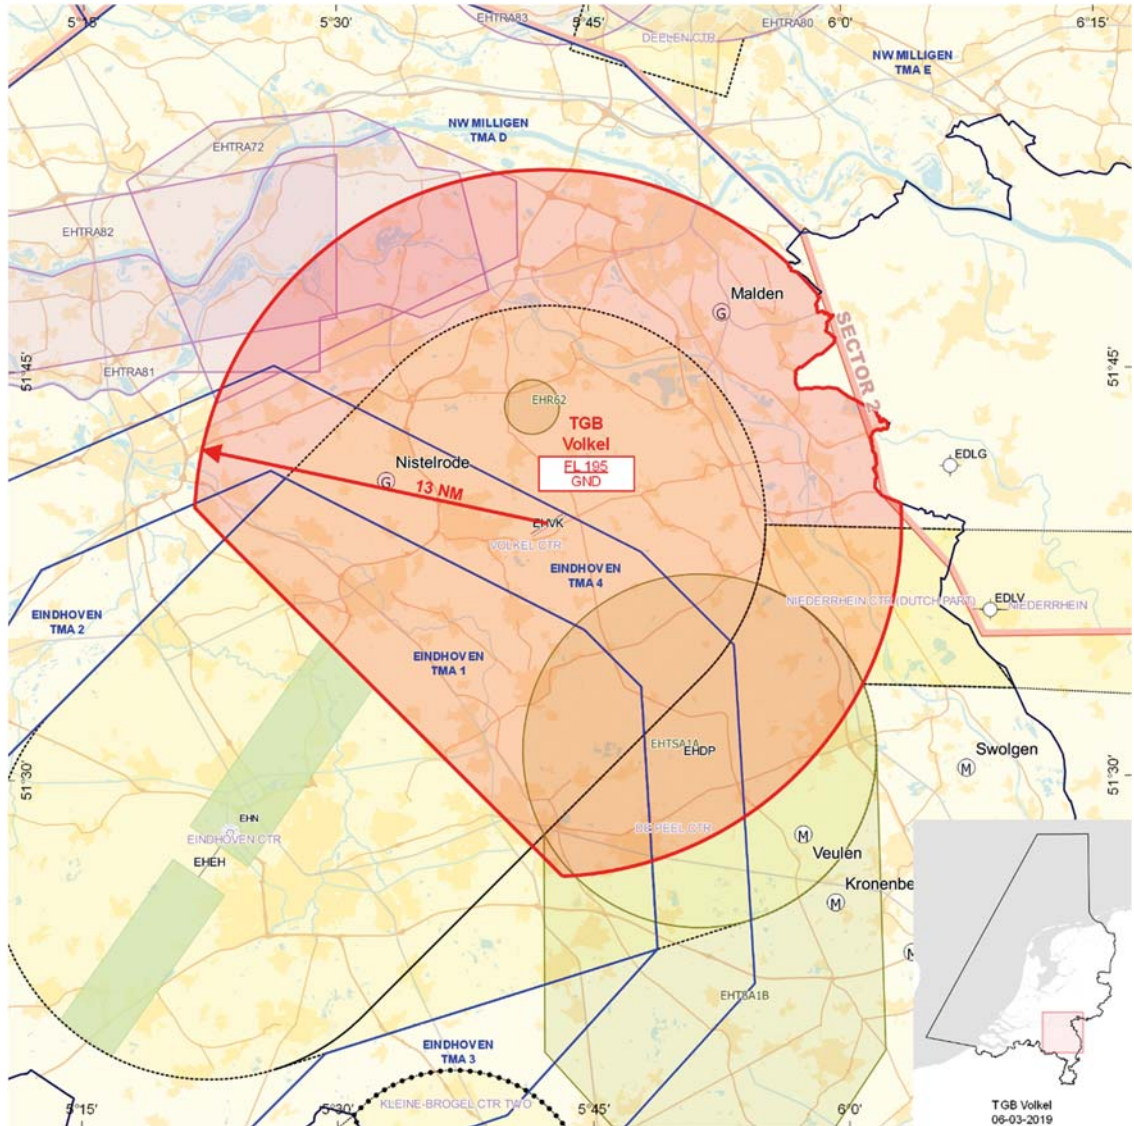 5°15'
5°30'
5°45'
6°0'
6°15'
EHTRA83
EHTRA80
DEELEN CTR
NW MILLIGEN
TMA E
NW MILLIGEN
TMA D
EHTRA72
EHTRA82
Malden
G
SECTOR 2
51°45'
51°45'
EHTRA81
EHR62
TGB
Volkel
FL 195
GND
Nistelrode
G
13 NM
EDLG
EHVK
VOLKEL CTR
EINDHOVEN
TMA 4
EINDHOVEN
TMA 2
NIEDERRHEIN CTR (DUTCH PART)
EDLV
NIEDERRHEIN
EINDHOVEN
TMA 1
EHTSA1A
EHDP
Swolgen
M
51°30'
51°30'
EHN
EINDHOVEN CTR
EHEH
DE PEEL CTR
M
Veulen
Kronenbe
M
M
EHTSA1B
EINDHOVEN
TMA 3
KLEINE-BROGEL CTR TWO
5°15'
5°30'
5°45'
6°0'
TGB Volkel
06-03-2019